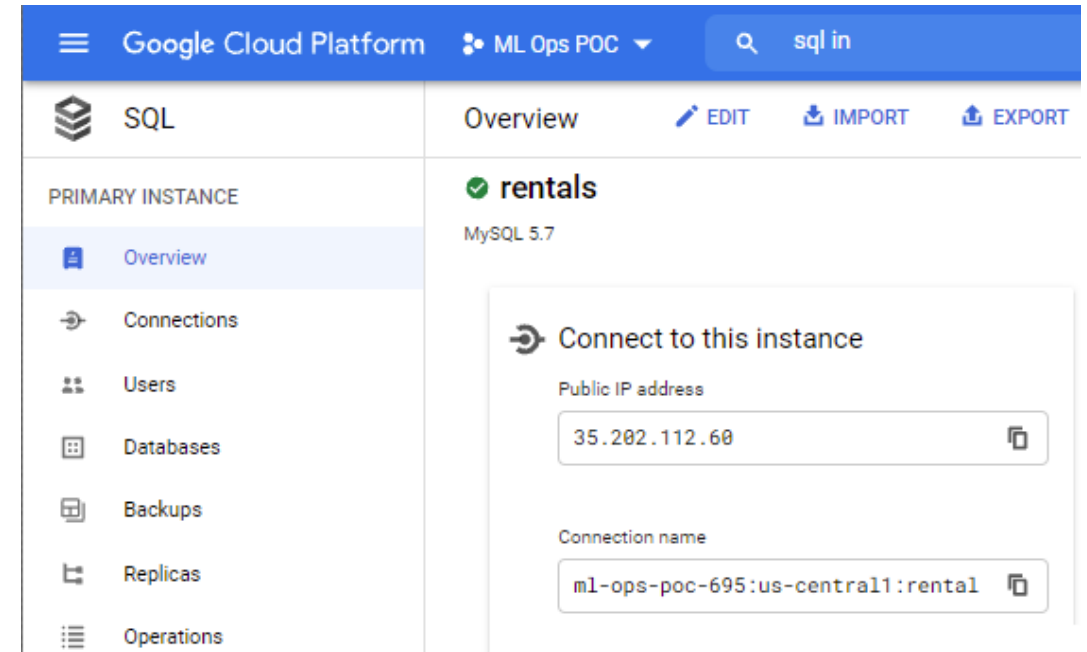 Google Cloud Platform ML Ops POC sql in
SQL
Overview EDIT IMPORT EXPORT
PRIMARY INSTANCE
rentals
MySQL 5.7
Overview
Connections
Users
Databases
Backups
Replicas
Operations
Connect to this instance
Public IP address
35.202.112.60
Connection name
ml-ops-poc-695:us-central1:rental